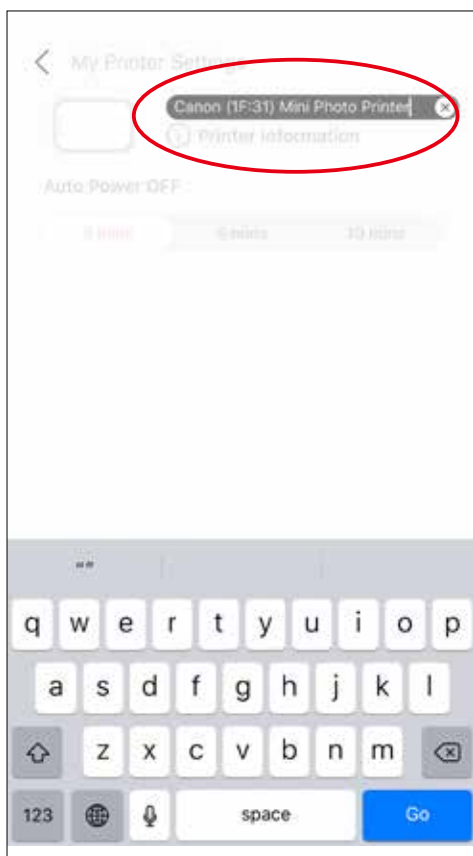 My Printer Settings
Canon (1F:31) Mini Photo Printer
Printer Information
Auto Power OFF :
3 mins 5 mins 10 mins
“”
q w e r t y u i o p
a s d f g h j k l
z x c v b n m
123 space Go